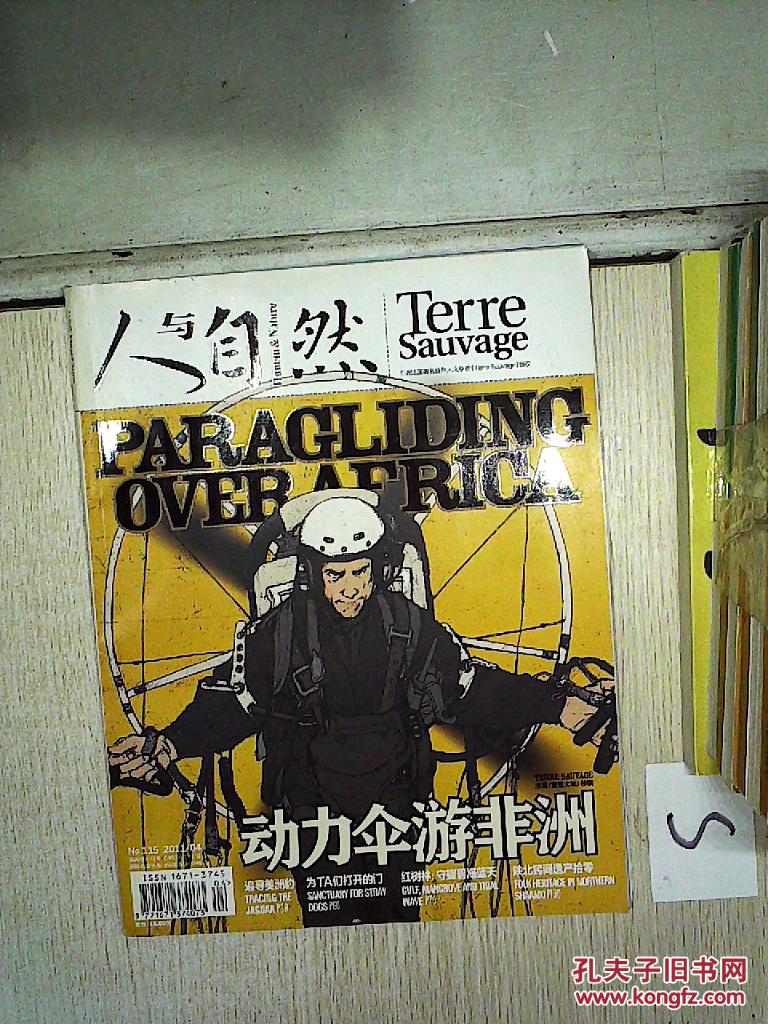 人与自然
Human & Nature
Terre
Sauvage
PARAGLIDING
OVER AFRICA
TERRE SAUVAGE
动力伞游非洲
No.115 2011/04
ISSN 1671-3745
04
9 771671 374075
追寻美洲豹
TRACING THE
JAGUAR
为TA们打开的门
SANCTUARY FOR STRAY
DOGS
红树林,守望碧海蓝天
GULF, MANGROVE AND TIDAL
WAVE
陕北民间遗产拾零
FOLK HERITAGE IN NORTHERN
SHAANXI
S
孔夫子旧书网
www.kongfz.com